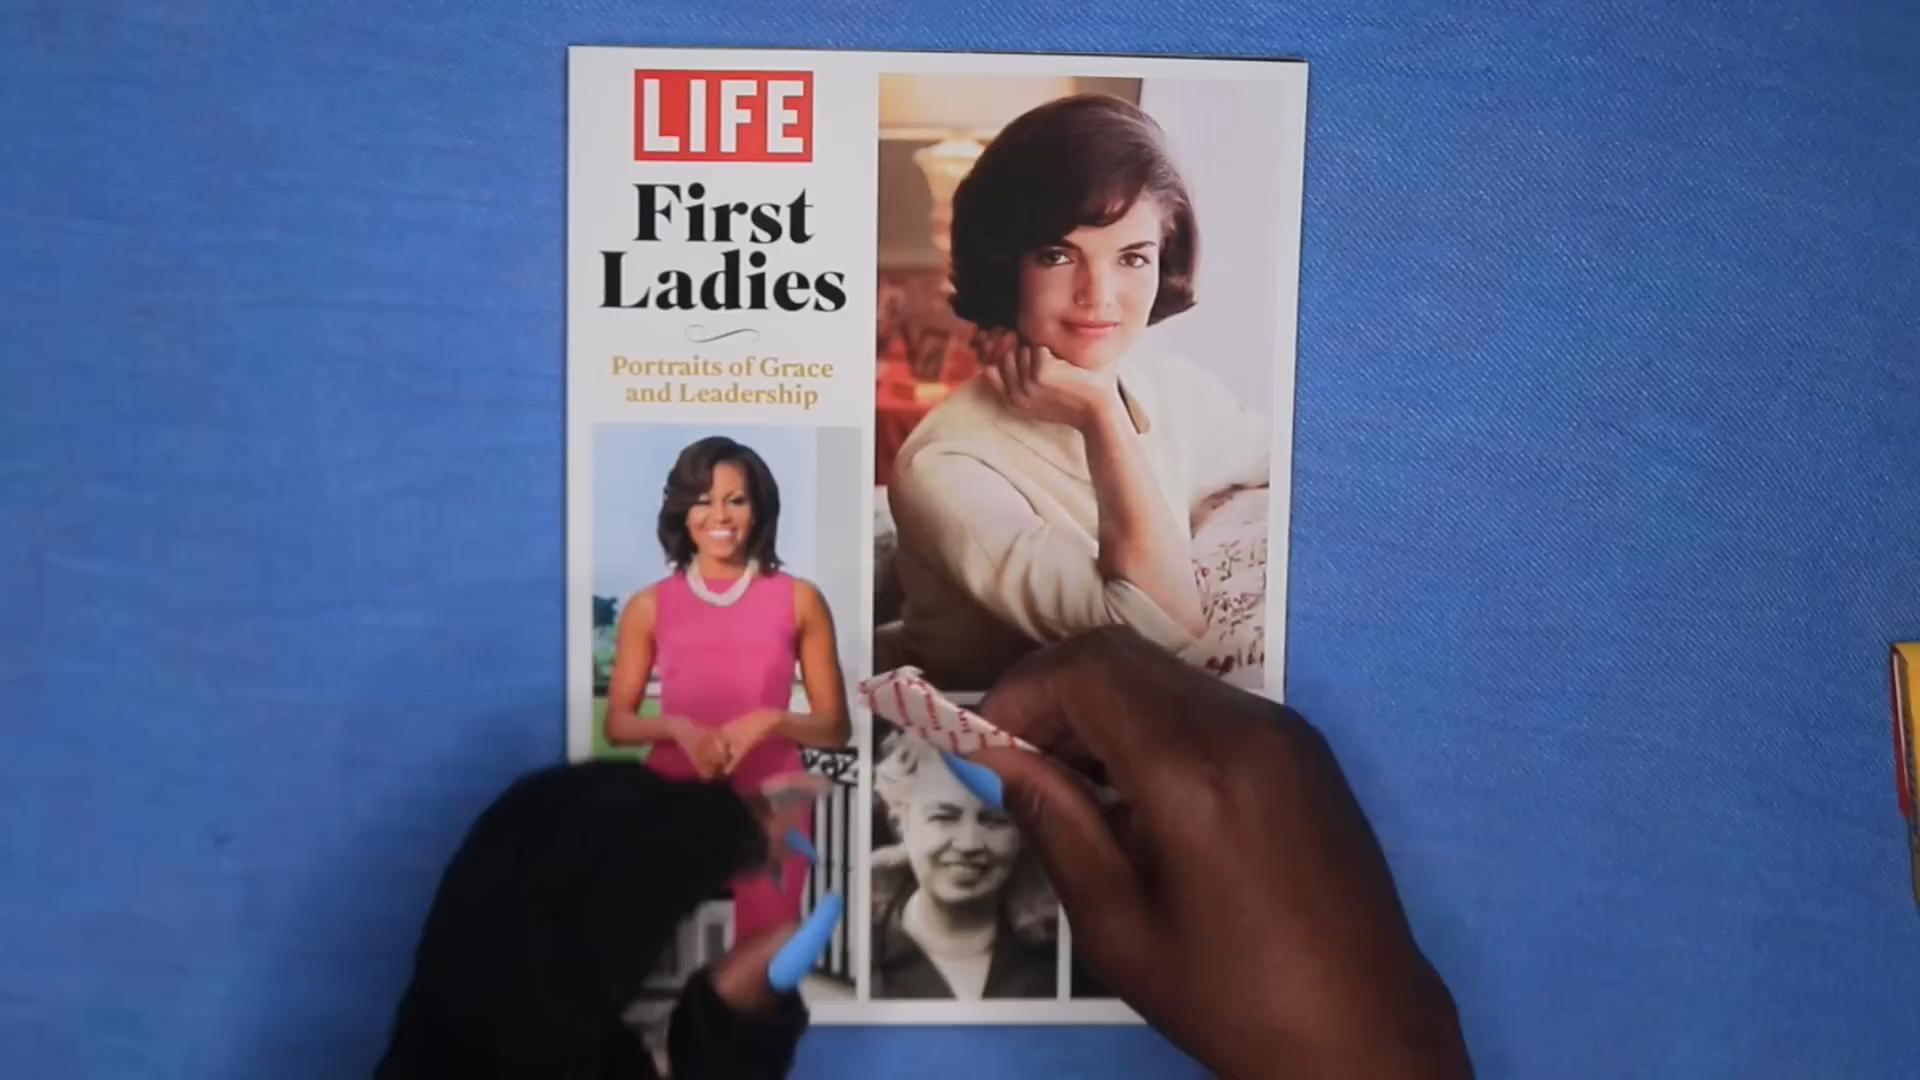 LIFE
First
Ladies
Portraits of Grace
and Leadership